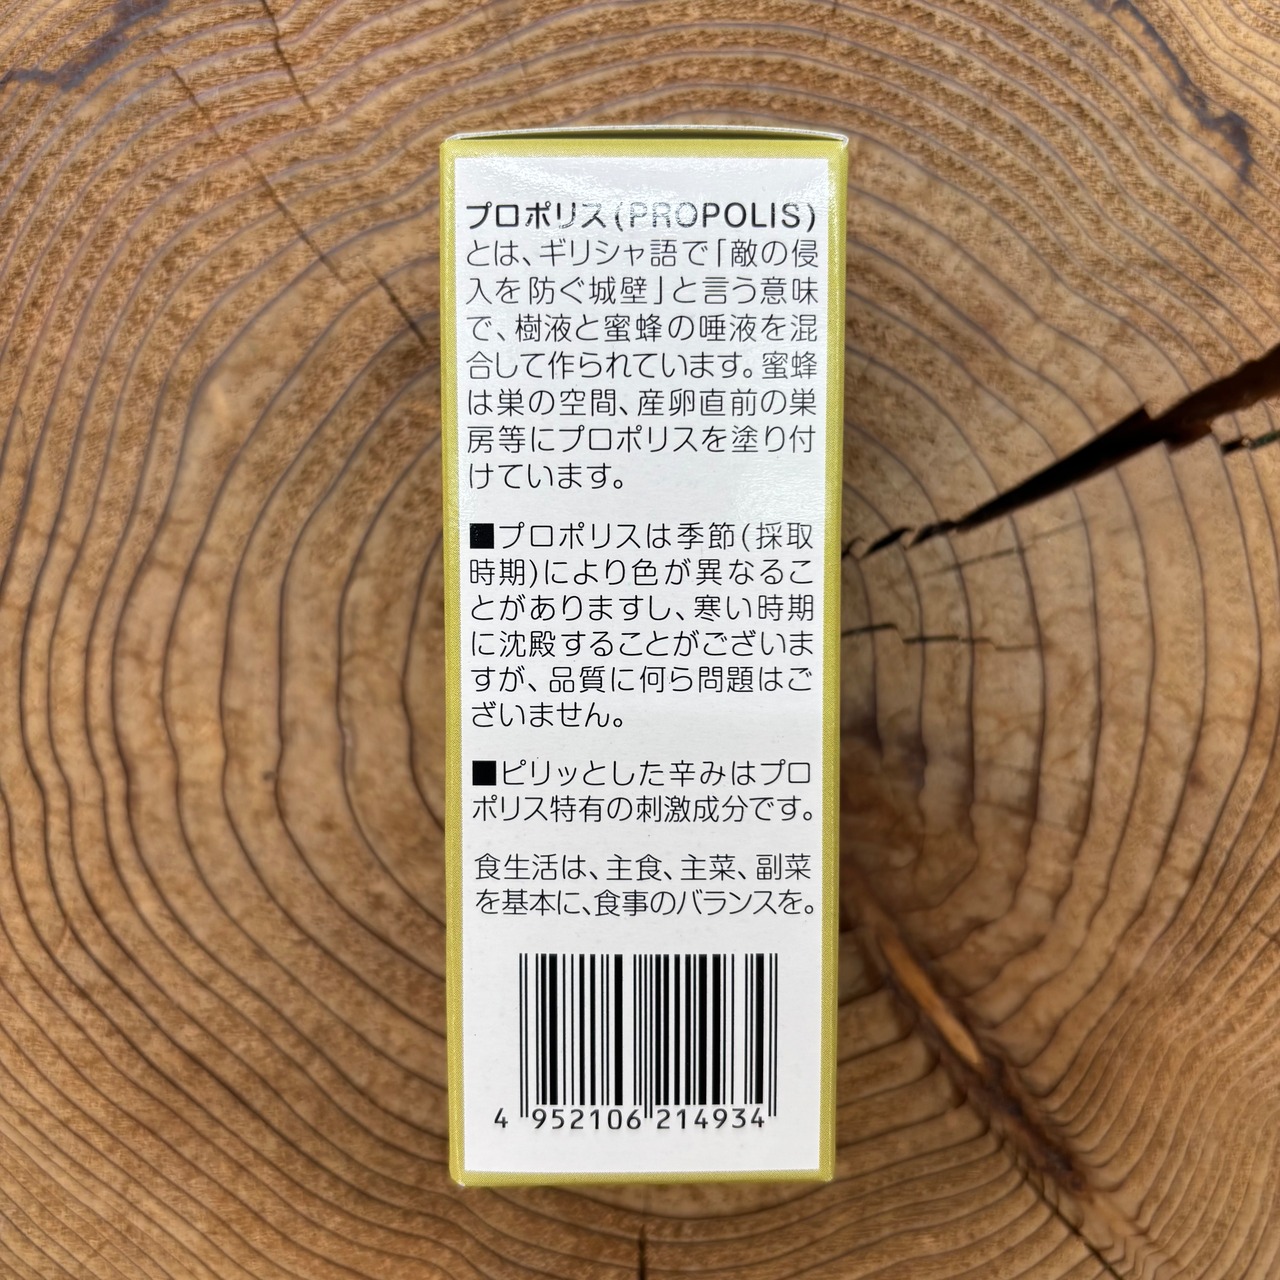 プロポリス(PROPOLIS)
とは、ギリシャ語で「敵の侵
入を防ぐ城壁」と言う意味
で、樹液と蜜蜂の唾液を混
合して作られています。蜜蜂
は巣の空間、産卵直前の巣
房等にプロポリスを塗り付
けています。
■プロポリスは季節(採取
時期)により色が異なるこ
とがありますし、寒い時期
に沈殿することがございま
すが、品質に何ら問題はご
ざいません。
■ピリッとした辛みはプロ
ポリス特有の刺激成分です。
食生活は、主食、主菜、副菜
を基本に、食事のバランスを。
4 952106 214934